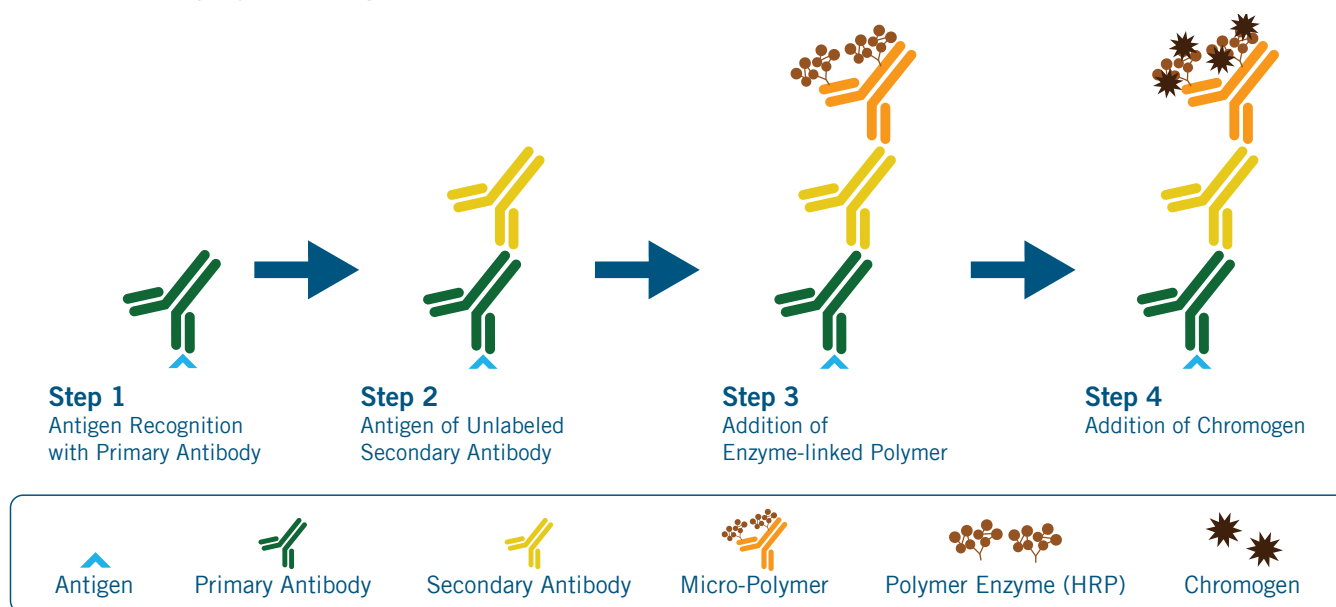 Step 1
Antigen Recognition
with Primary Antibody
Step 2
Antigen of Unlabeled
Secondary Antibody
Step 3
Addition of
Enzyme-linked Polymer
Step 4
Addition of Chromogen
Antigen
Primary Antibody
Secondary Antibody
Micro-Polymer
Polymer Enzyme (HRP)
Chromogen